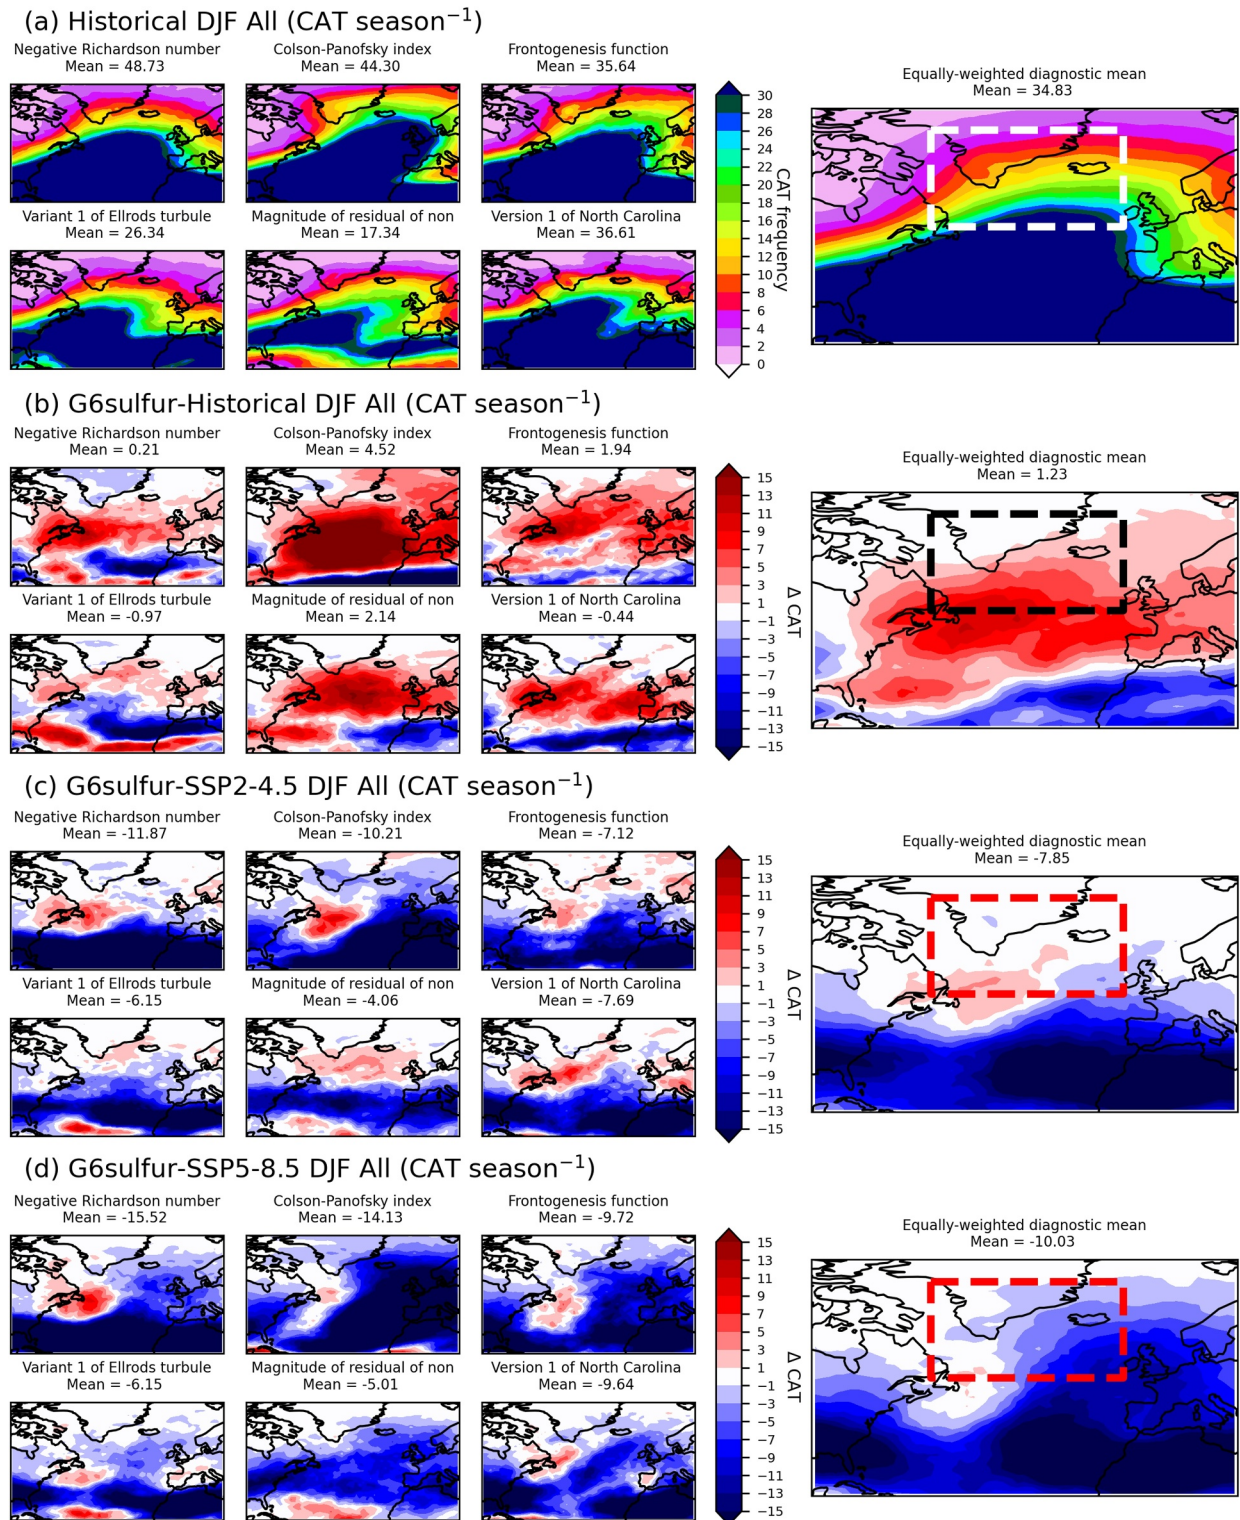 (a) Historical DJF All (CAT season⁻¹)
Negative Richardson number
Mean = 48.73
Colson-Panofsky index
Mean = 44.30
Frontogenesis function
Mean = 35.64
Variant 1 of Ellrods turbule
Mean = 26.34
Magnitude of residual of non
Mean = 17.34
Version 1 of North Carolina
Mean = 36.61
30
28
26
24
22
20
18
16
14
12
10
8
6
4
2
0
CAT frequency
Equally-weighted diagnostic mean
Mean = 34.83
(b) G6sulfur-Historical DJF All (CAT season⁻¹)
Negative Richardson number
Mean = 0.21
Colson-Panofsky index
Mean = 4.52
Frontogenesis function
Mean = 1.94
Variant 1 of Ellrods turbule
Mean = -0.97
Magnitude of residual of non
Mean = 2.14
Version 1 of North Carolina
Mean = -0.44
15
13
11
9
7
5
3
1
−1
−3
−5
−7
−9
−11
−13
−15
Δ CAT
Equally-weighted diagnostic mean
Mean = 1.23
(c) G6sulfur-SSP2-4.5 DJF All (CAT season⁻¹)
Negative Richardson number
Mean = -11.87
Colson-Panofsky index
Mean = -10.21
Frontogenesis function
Mean = -7.12
Variant 1 of Ellrods turbule
Mean = -6.15
Magnitude of residual of non
Mean = -4.06
Version 1 of North Carolina
Mean = -7.69
15
13
11
9
7
5
3
1
−1
−3
−5
−7
−9
−11
−13
−15
Δ CAT
Equally-weighted diagnostic mean
Mean = -7.85
(d) G6sulfur-SSP5-8.5 DJF All (CAT season⁻¹)
Negative Richardson number
Mean = -15.52
Colson-Panofsky index
Mean = -14.13
Frontogenesis function
Mean = -9.72
Variant 1 of Ellrods turbule
Mean = -6.15
Magnitude of residual of non
Mean = -5.01
Version 1 of North Carolina
Mean = -9.64
15
13
11
9
7
5
3
1
−1
−3
−5
−7
−9
−11
−13
−15
Δ CAT
Equally-weighted diagnostic mean
Mean = -10.03